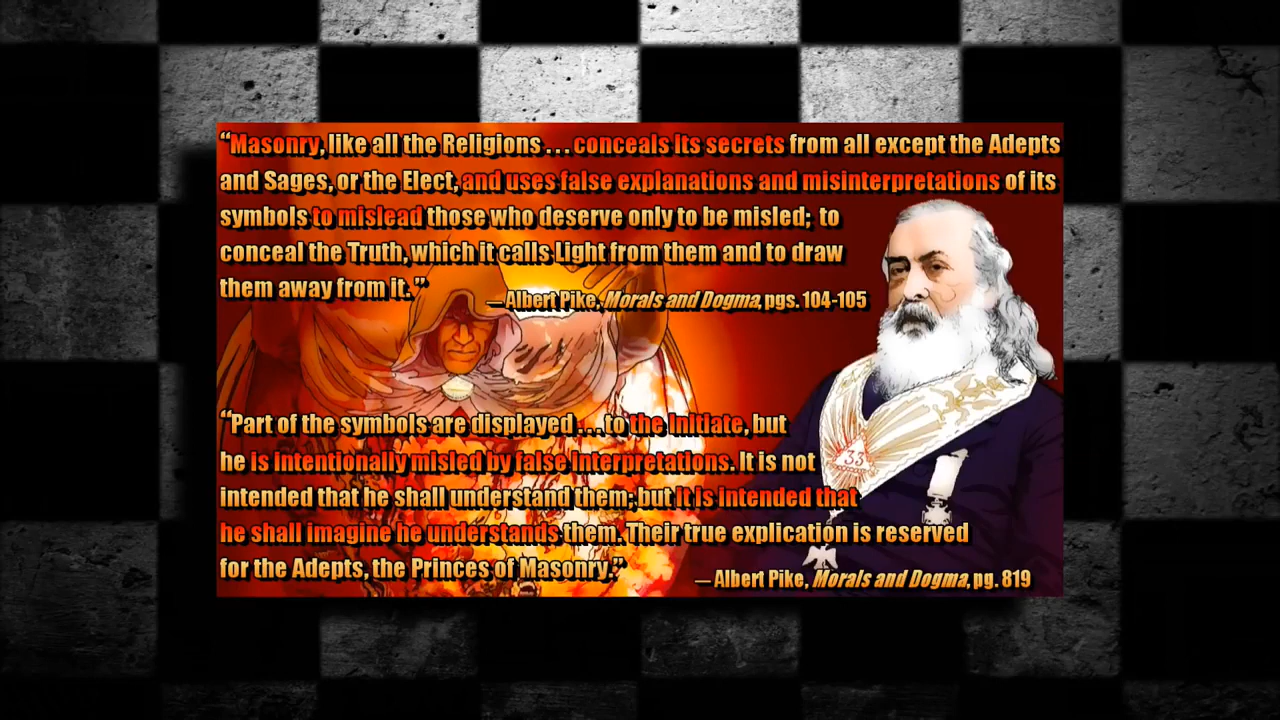 “Masonry, like all the Religions . . . conceals its secrets from all except the Adepts
and Sages, or the Elect, and uses false explanations and misinterpretations of its
symbols to mislead those who deserve only to be misled; to
conceal the Truth, which it calls Light from them and to draw
them away from it. ”
— Albert Pike, Morals and Dogma, pgs. 104-105
“Part of the symbols are displayed . . . to the Initiate, but
he is intentionally misled by false interpretations. It is not
intended that he shall understand them; but it is intended that
he shall imagine he understands them. Their true explication is reserved
for the Adepts, the Princes of Masonry.”
— Albert Pike, Morals and Dogma, pg. 819
33